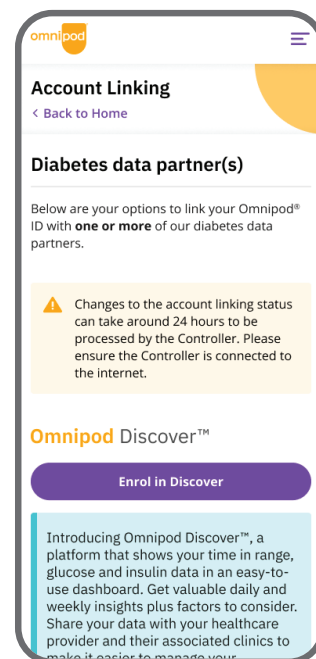 omnipod
Account Linking
< Back to Home
Diabetes data partner(s)
Below are your options to link your Omnipod®
ID with one or more of our diabetes data
partners.
Changes to the account linking status
can take around 24 hours to be
processed by the Controller. Please
ensure the Controller is connected to
the internet.
Omnipod Discover™
Enrol in Discover
Introducing Omnipod Discover™, a
platform that shows your time in range,
glucose and insulin data in an easy-to-
use dashboard. Get valuable daily and
weekly insights plus factors to consider.
Share your data with your healthcare
provider and their associated clinics to
make it easier to manage your